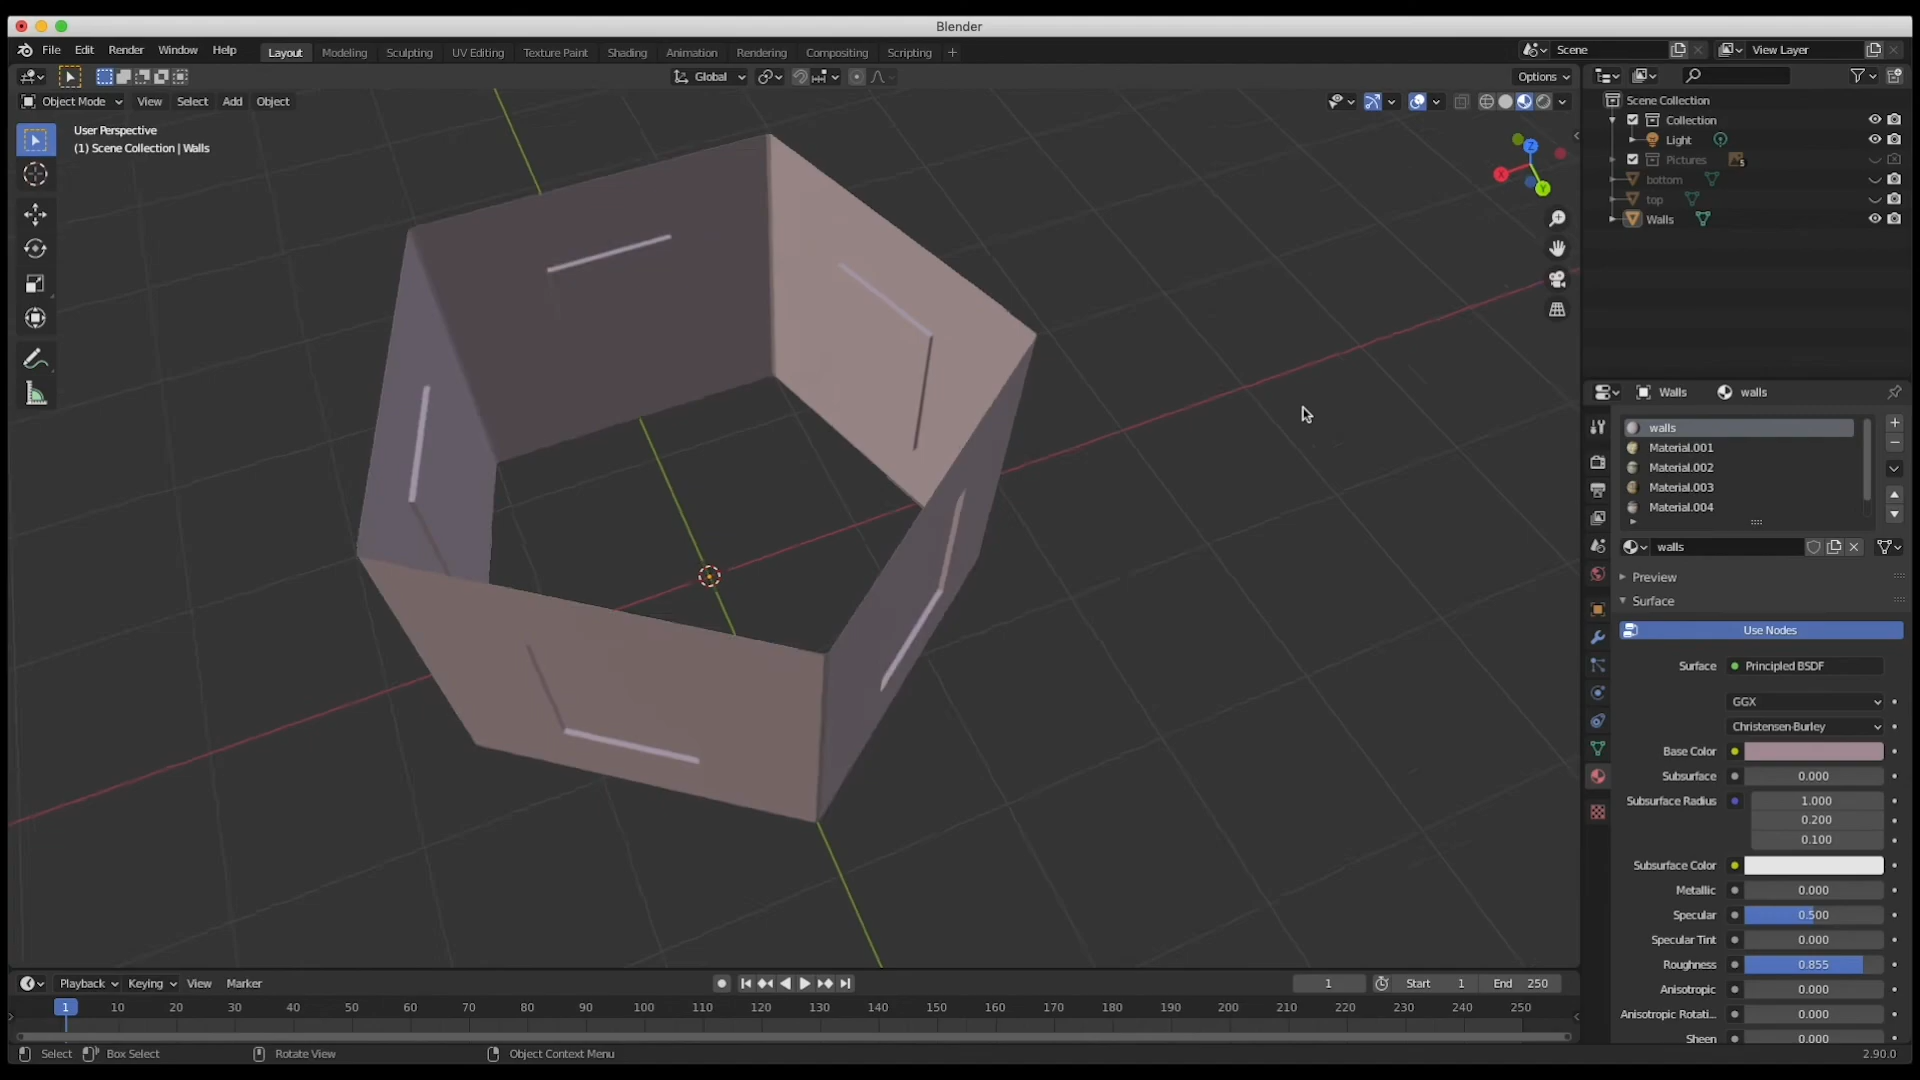 Blender
File Edit Render Window Help
Layout Modeling Sculpting UV Editing Texture Paint Shading Animation Rendering Compositing Scripting +
Scene
View Layer
Global
Options
Object Mode View Select Add Object
User Perspective
(1) Scene Collection | Walls
Z
X
Y
Scene Collection
Collection
Light
Pictures 5
bottom
top
Walls
Walls walls
walls
Material.001
Material.002
Material.003
Material.004
walls
Preview
Surface
Use Nodes
Surface Principled BSDF
GGX
Christensen-Burley
Base Color
Subsurface 0.000
Subsurface Radius 1.000
0.200
0.100
Subsurface Color
Metallic 0.000
Specular 0.500
Specular Tint 0.000
Roughness 0.855
Anisotropic 0.000
Anisotropic Rotati... 0.000
Sheen 0.000
Playback Keying View Marker
1 Start 1 End 250
1 10 20 30 40 50 60 70 80 90 100 110 120 130 140 150 160 170 180 190 200 210 220 230 240 250
Select Box Select Rotate View Object Context Menu
2.90.0